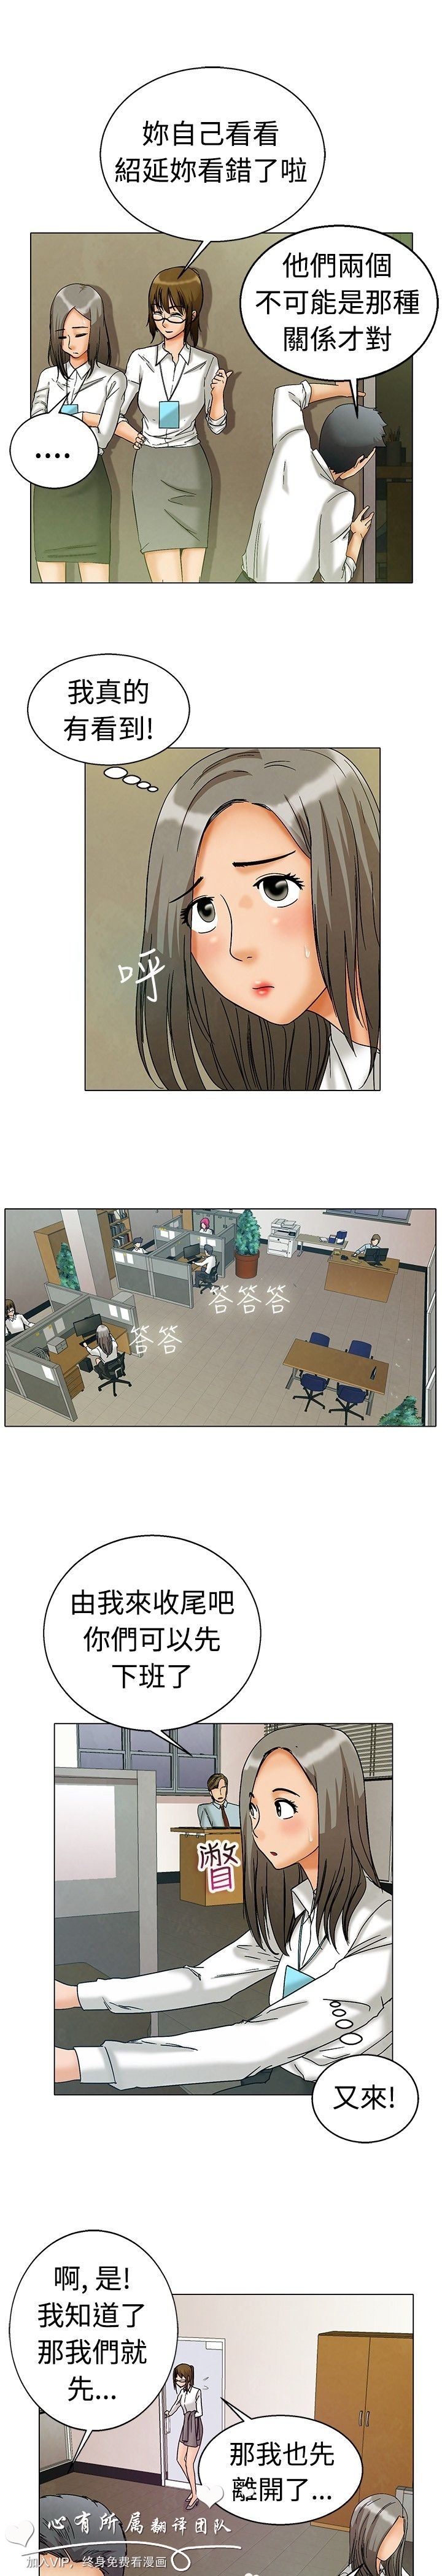 妳自己看看
紹延妳看錯了啦
他們兩個
不可能是那種
關係才對
....
我真的
有看到!
呼
答答答
答答
由我來收尾吧
你們可以先
下班了
瞥
又來!
啊, 是!
我知道了
那我們就
先...
那我也先
離開了...
心有所属翻译团队
加入VIP，终身免费看漫画